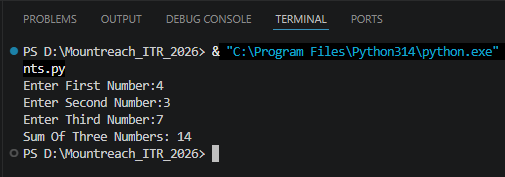 PROBLEMS OUTPUT DEBUG CONSOLE TERMINAL PORTS
PS D:\Mountreach_ITR_2026> & "C:\Program Files\Python314\python.exe"
nts.py
Enter First Number:4
Enter Second Number:3
Enter Third Number:7
Sum Of Three Numbers: 14
PS D:\Mountreach_ITR_2026>